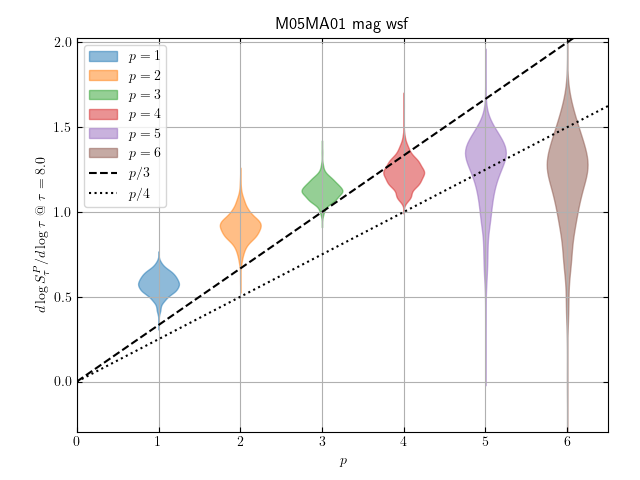 M05MA01 mag wsf
p = 1
p = 2
p = 3
p = 4
p = 5
p = 6
p/3
p/4
d log S_τ^P / d log τ @ τ = 8.0
2.0
1.5
1.0
0.5
0.0
0 1 2 3 4 5 6
p